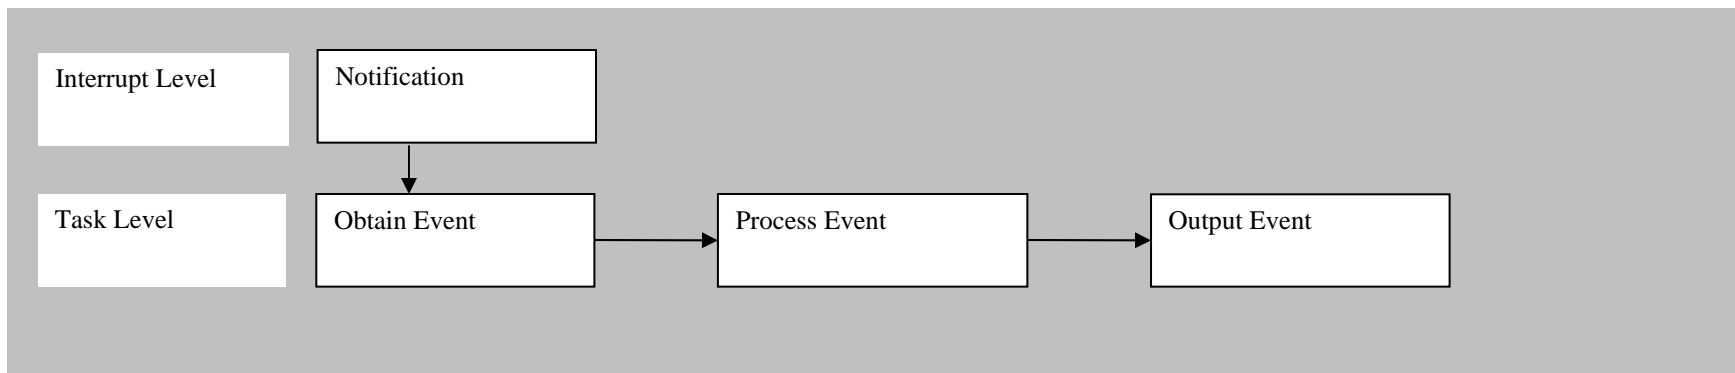 Interrupt Level
Notification
Task Level
Obtain Event
Process Event
Output Event